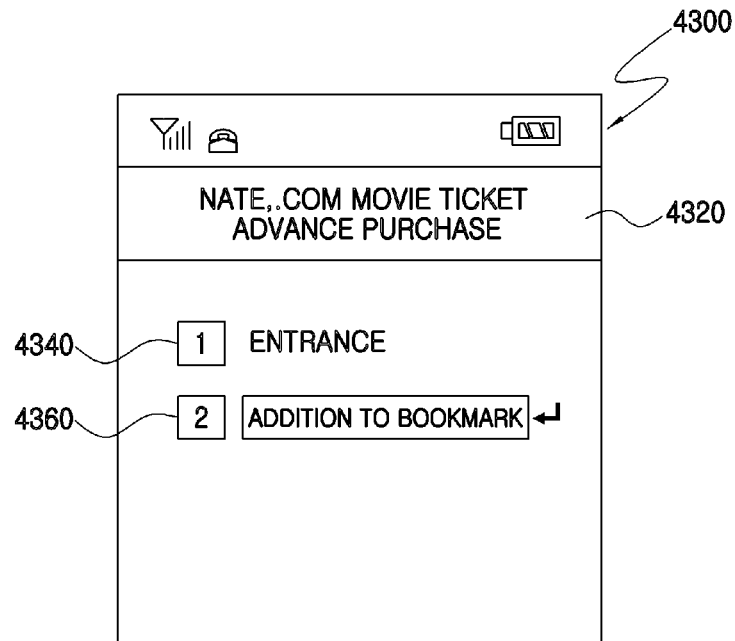 4300
NATE,.COM MOVIE TICKET
ADVANCE PURCHASE
4320
4340
1 ENTRANCE
4360
2 ADDITION TO BOOKMARK